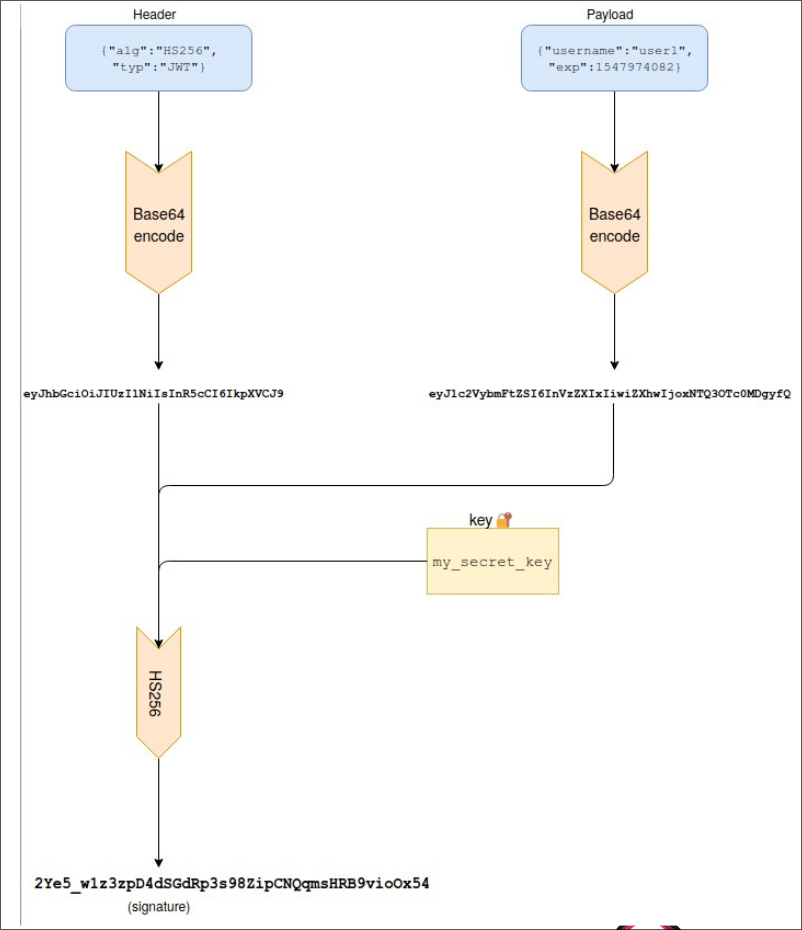 Header
Payload
{"alg":"HS256",
"typ":"JWT"}
{"username":"user1",
"exp":1547974082}
Base64
encode
Base64
encode
eyJhbGciOiJIUzI1NiIsInR5cCI6IkpXVCJ9
eyJ1c2VybmFtZSI6InVzZXIxIiwiZXhwIjoxNTQ3OTc0MDgyfQ
key
my_secret_key
HS256
2Ye5_w1z3zpD4dSGdRp3s98ZipCNQqmsHRB9vioOx54
(signature)